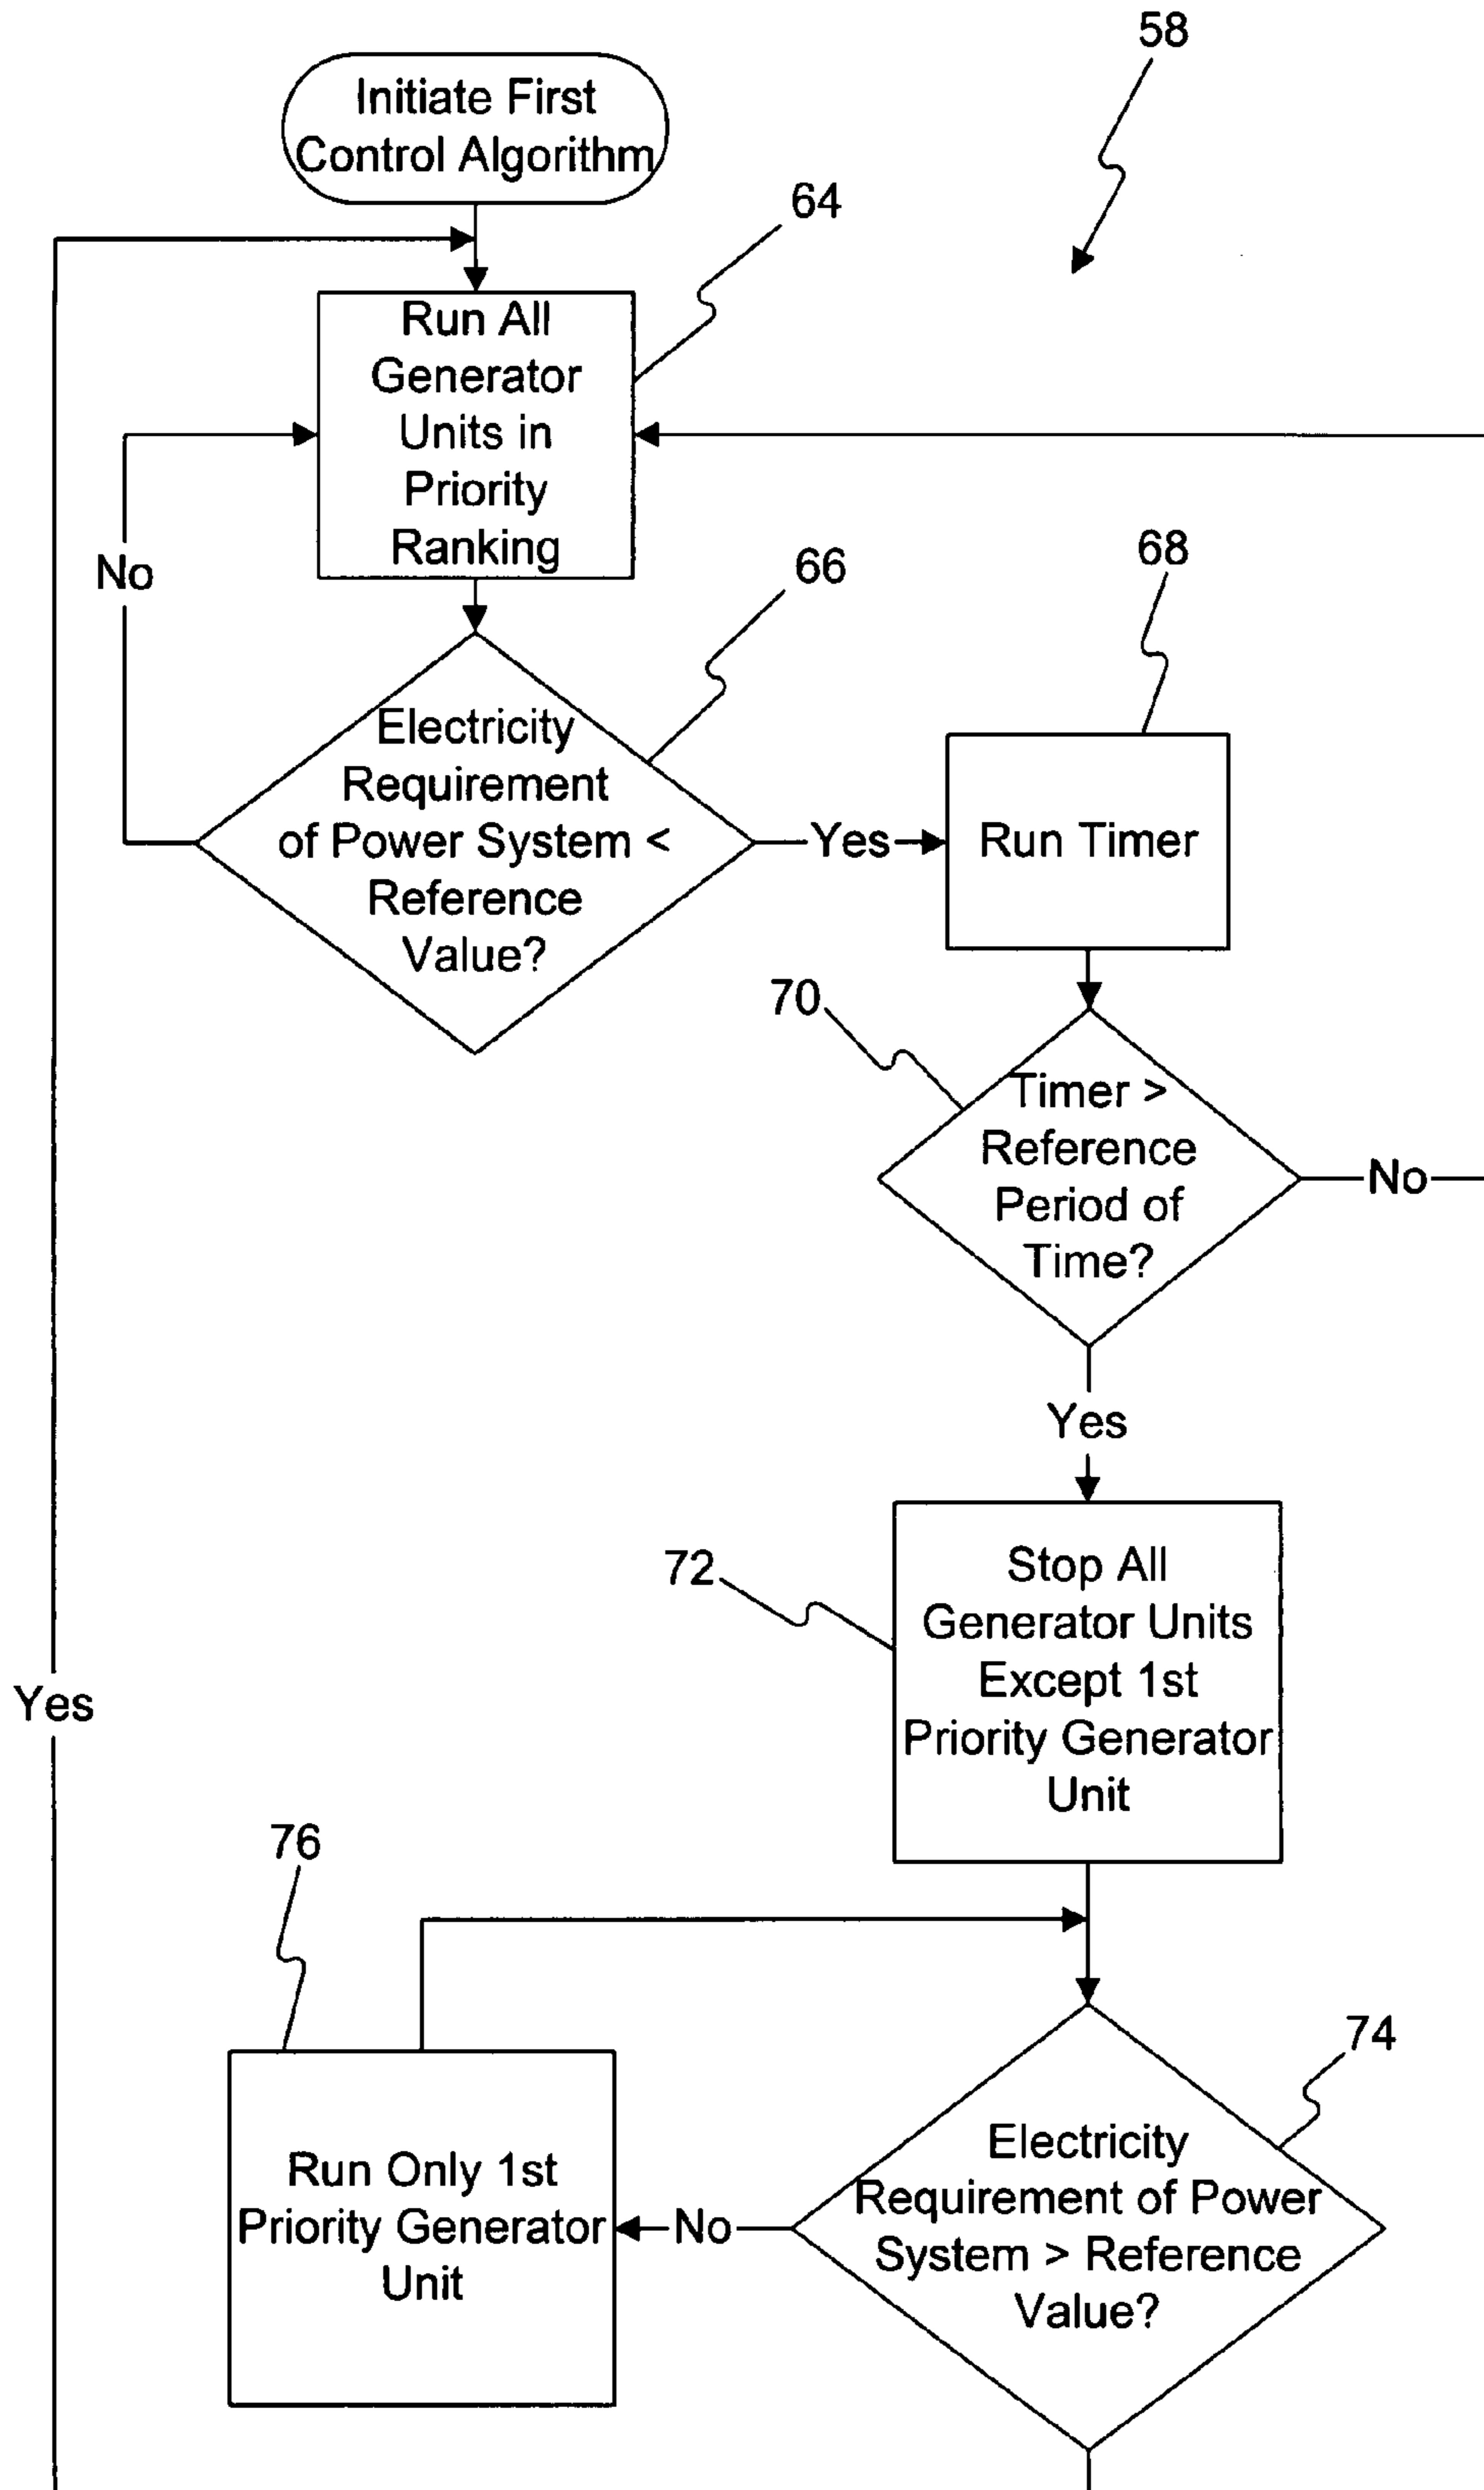 58
Initiate First
Control Algorithm
64
Run All
Generator
Units in
Priority
Ranking
No
66
68
Electricity
Requirement
of Power System <
Reference
Value?
Yes
Run Timer
70
Timer >
Reference
Period of
Time?
No
Yes
72
Stop All
Generator Units
Except 1st
Priority Generator
Unit
Yes
76
74
Electricity
Requirement of Power
System > Reference
Value?
No
Run Only 1st
Priority Generator
Unit